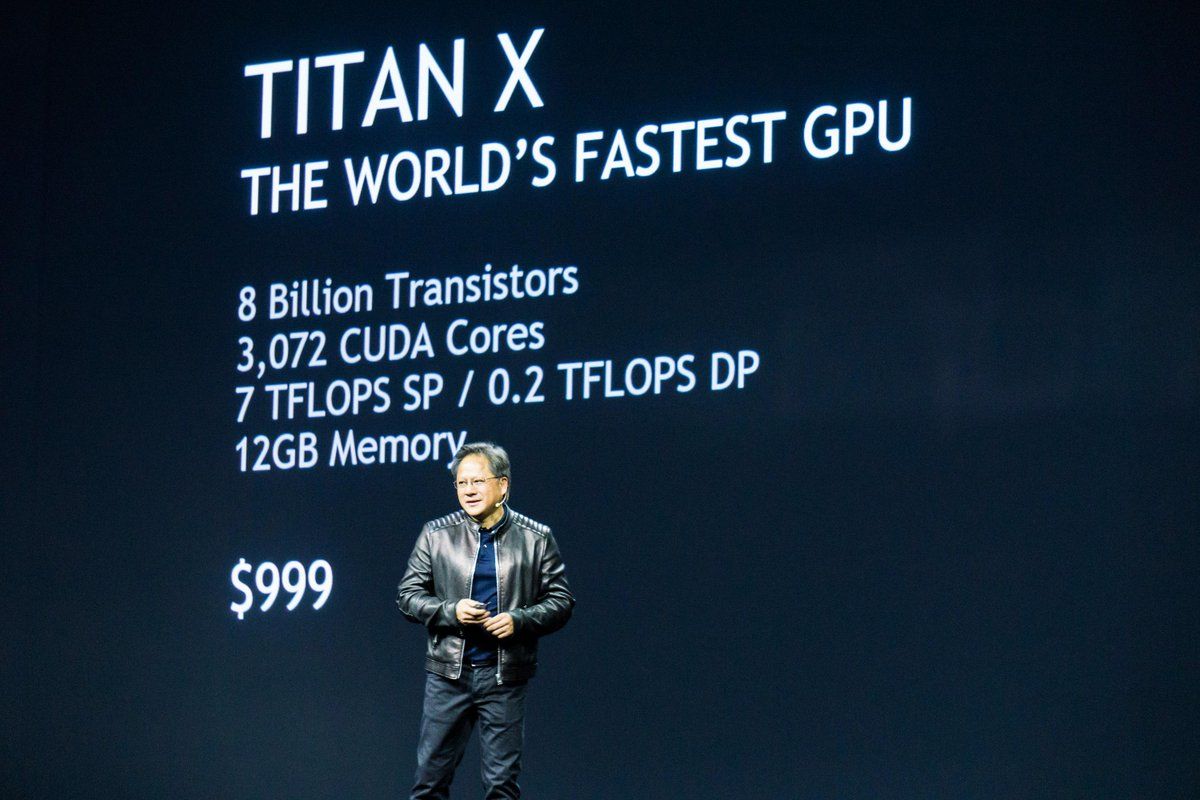 TITAN X
THE WORLD'S FASTEST GPU
8 Billion Transistors
3,072 CUDA Cores
7 TFLOPS SP / 0.2 TFLOPS DP
12GB Memory
$999